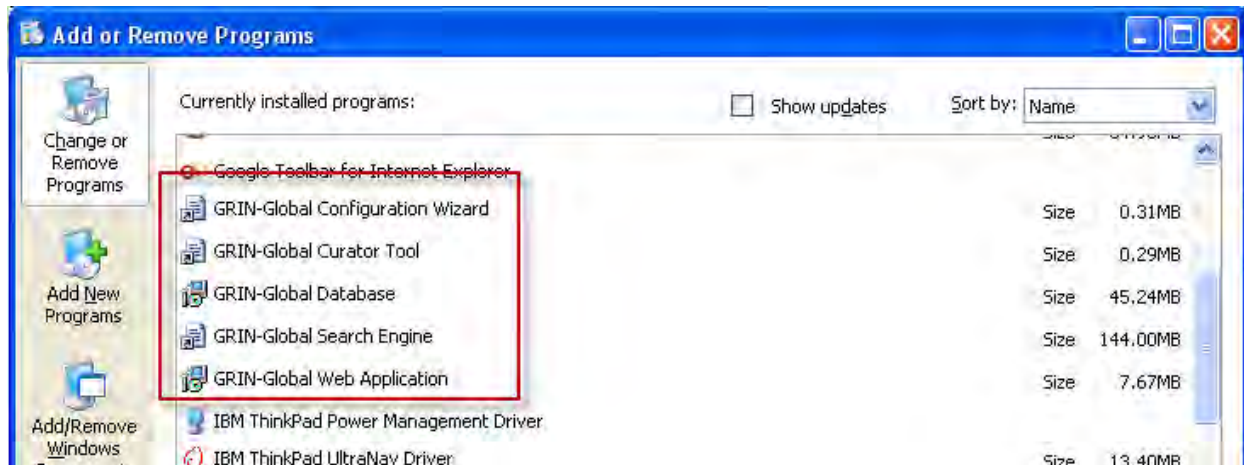 Add or Remove Programs
Change or
Remove
Programs
Currently installed programs:
Show updates
Sort by: Name
Google Toolbar for Internet Explorer
GRIN-Global Configuration Wizard Size 0.31MB
GRIN-Global Curator Tool Size 0.29MB
Add New
Programs
GRIN-Global Database Size 45.24MB
GRIN-Global Search Engine Size 144.00MB
GRIN-Global Web Application Size 7.67MB
Add/Remove
Windows
IBM ThinkPad Power Management Driver
IBM ThinkPad UltraNav Driver Size 13.40MB